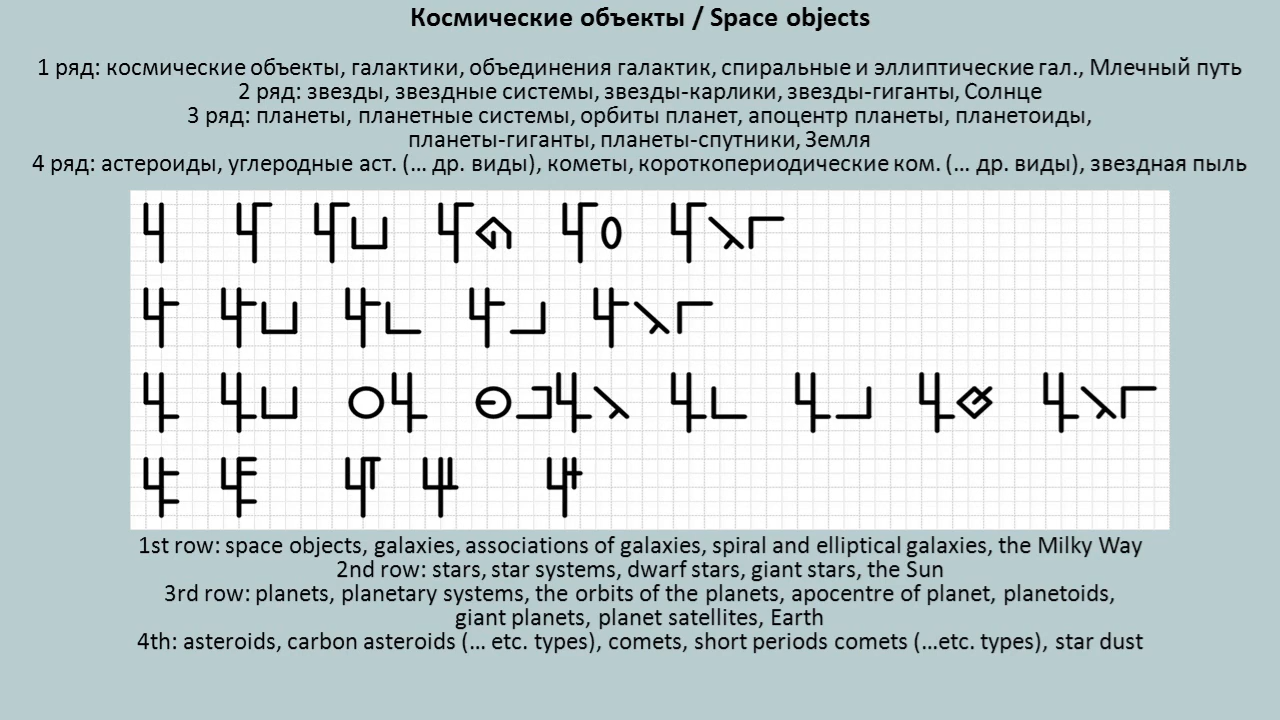 Космические объекты / Space objects
1 ряд: космические объекты, галактики, объединения галактик, спиральные и эллиптические гал., Млечный путь
2 ряд: звезды, звездные системы, звезды-карлики, звезды-гиганты, Солнце
3 ряд: планеты, планетные системы, орбиты планет, апоцентр планеты, планетоиды,
планеты-гиганты, планеты-спутники, Земля
4 ряд: астероиды, углеродные аст. (... др. виды), кометы, короткопериодические ком. (... др. виды), звездная пыль
1st row: space objects, galaxies, associations of galaxies, spiral and elliptical galaxies, the Milky Way
2nd row: stars, star systems, dwarf stars, giant stars, the Sun
3rd row: planets, planetary systems, the orbits of the planets, apocentre of planet, planetoids,
giant planets, planet satellites, Earth
4th: asteroids, carbon asteroids (... etc. types), comets, short periods comets (...etc. types), star dust